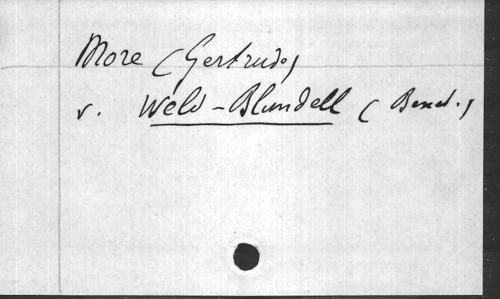 More (Gertrude)
v. Weld-Blundell (Bened.)